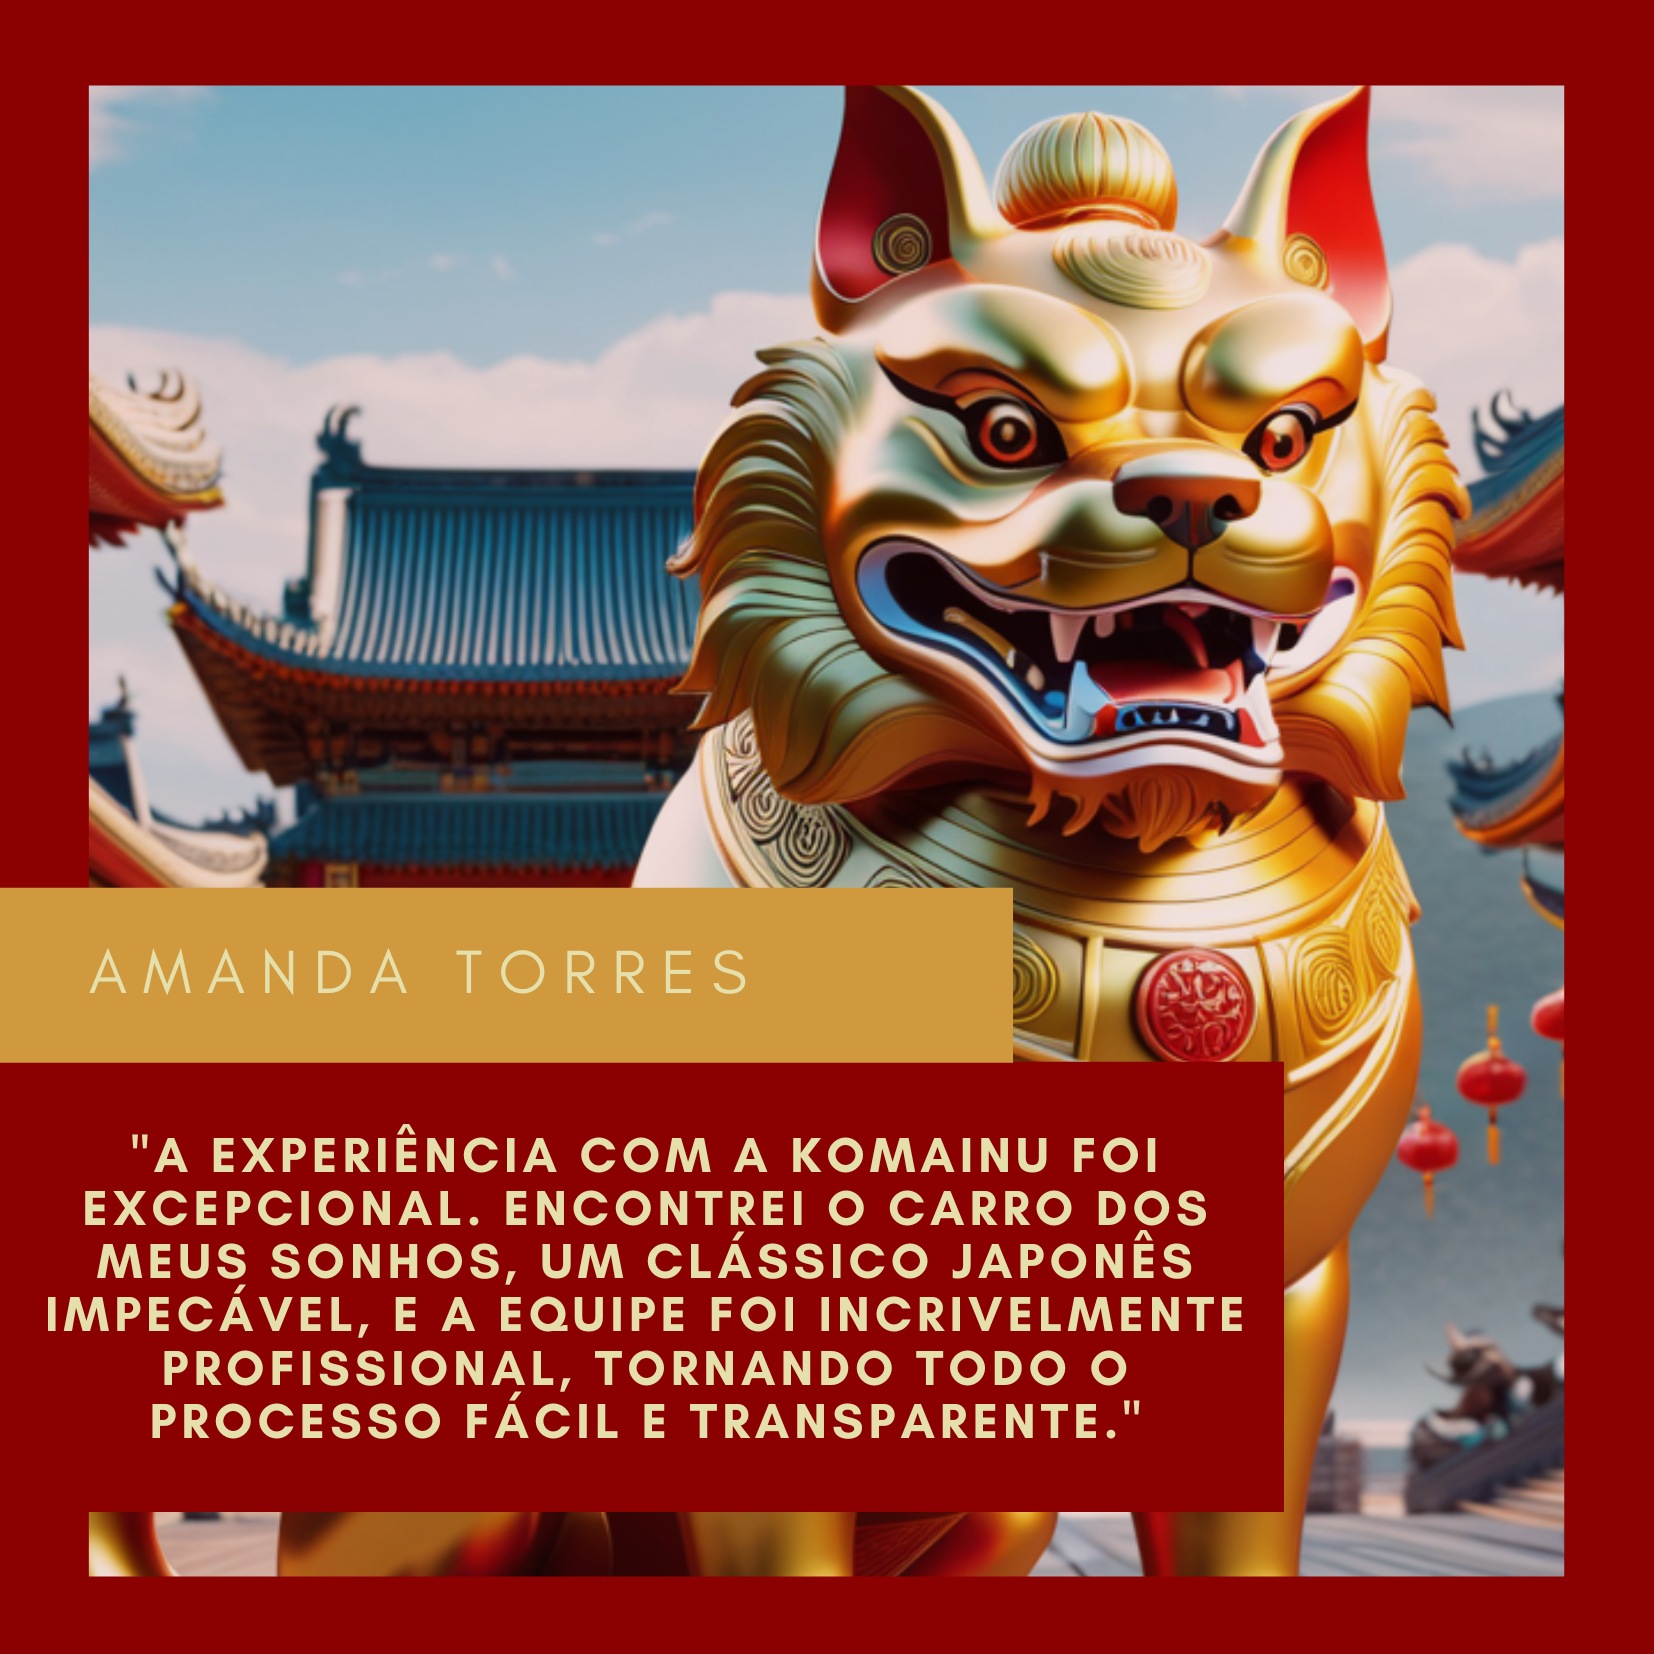 AMANDA TORRES
"A EXPERIÊNCIA COM A KOMAINU FOI
EXCEPCIONAL. ENCONTREI O CARRO DOS
MEUS SONHOS, UM CLÁSSICO JAPONÊS
IMPECÁVEL, E A EQUIPE FOI INCRIVELMENTE
PROFISSIONAL, TORNANDO TODO O
PROCESSO FÁCIL E TRANSPARENTE."